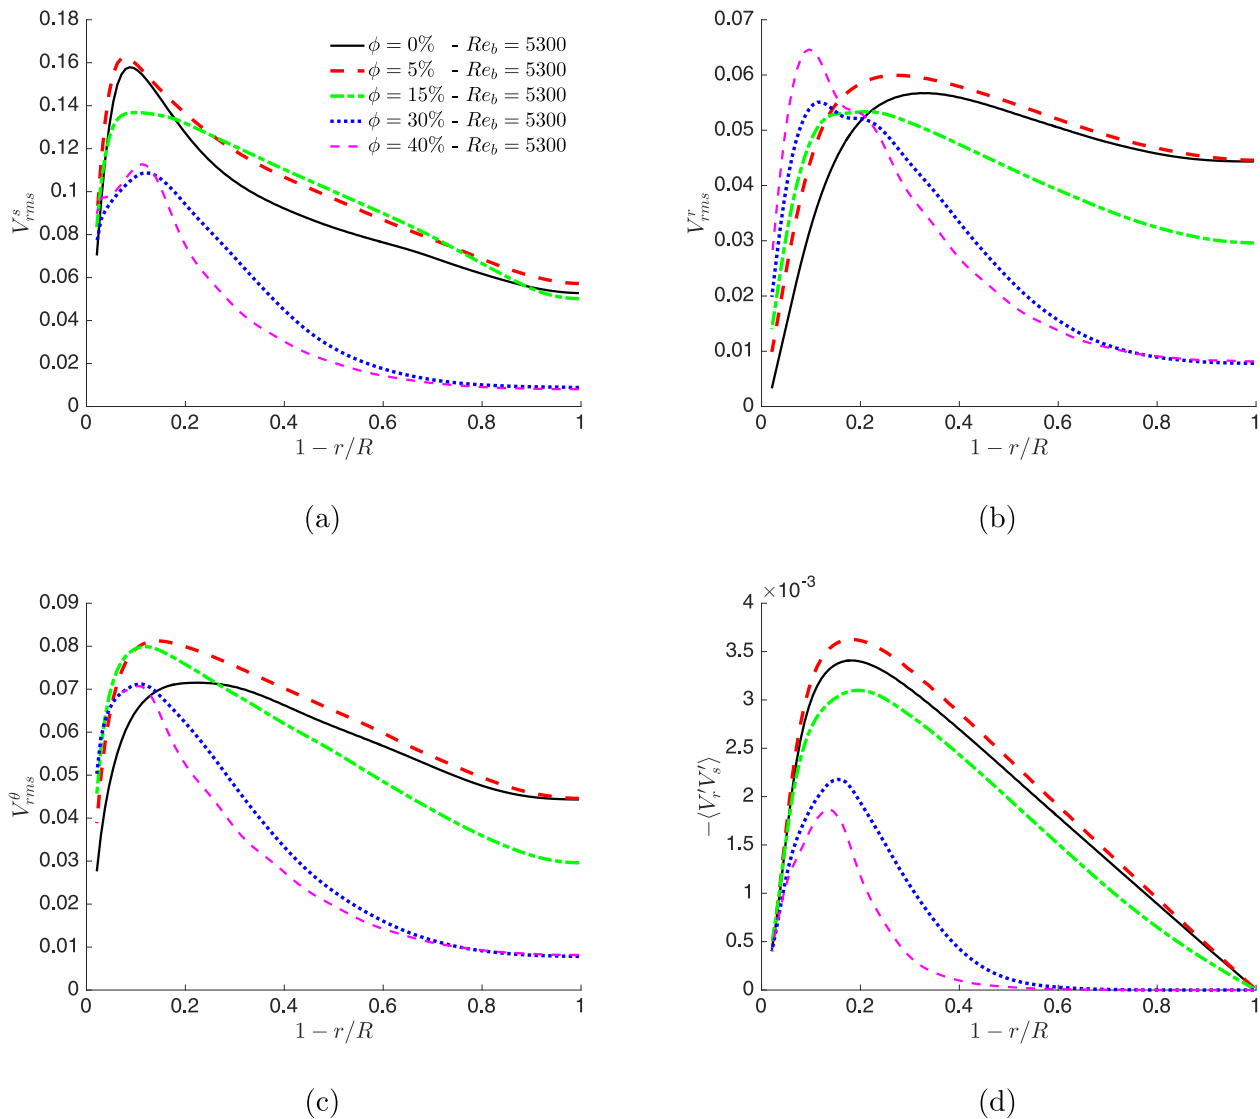 0.18
0.16
0.14
0.12
0.1
0.08
0.06
0.04
0.02
0
V^s_{rms}
ϕ = 0% - Re_b = 5300
ϕ = 5% - Re_b = 5300
ϕ = 15% - Re_b = 5300
ϕ = 30% - Re_b = 5300
ϕ = 40% - Re_b = 5300
0 0.2 0.4 0.6 0.8 1
1 − r/R
(a)
0.07
0.06
0.05
0.04
0.03
0.02
0.01
0
V^r_{rms}
0 0.2 0.4 0.6 0.8 1
1 − r/R
(b)
0.09
0.08
0.07
0.06
0.05
0.04
0.03
0.02
0.01
0
V^θ_{rms}
0 0.2 0.4 0.6 0.8 1
1 − r/R
(c)
×10^{-3}
4
3.5
3
2.5
2
1.5
1
0.5
0
−⟨V′_r V′_s⟩
0 0.2 0.4 0.6 0.8 1
1 − r/R
(d)